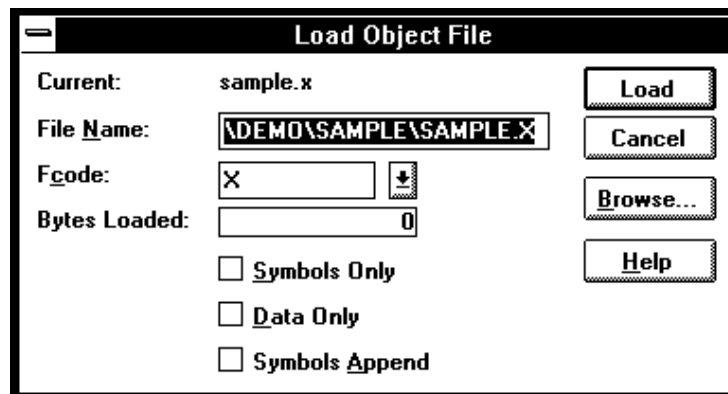 Load Object File
Current: sample.x Load
File Name: \DEMO\SAMPLE\SAMPLE.X Cancel
Fcode: X Browse...
Bytes Loaded: 0
Symbols Only Help
Data Only
Symbols Append